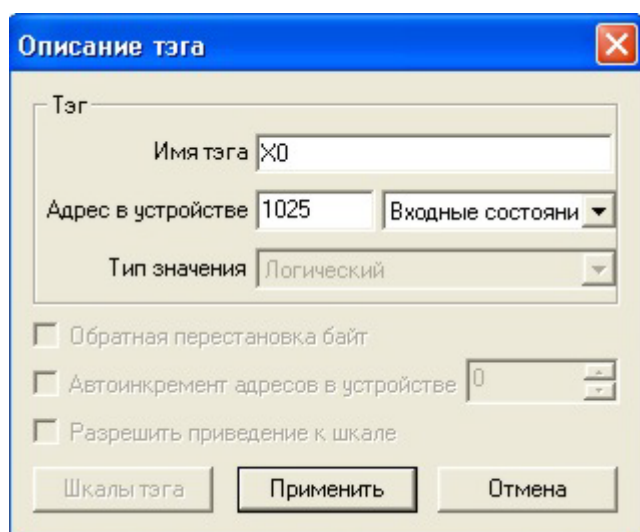 Описание тэга
Тэг
Имя тэга X0
Адрес в устройстве 1025 Входные состояни
Тип значения Логический
Обратная перестановка байт
Автоинкремент адресов в устройстве 0
Разрешить приведение к шкале
Шкалы тэга Применить Отмена